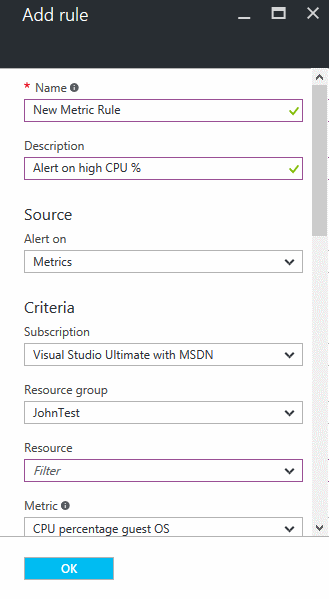 Add rule
* Name
New Metric Rule
Description
Alert on high CPU %
Source
Alert on
Metrics
Criteria
Subscription
Visual Studio Ultimate with MSDN
Resource group
JohnTest
Resource
Filter
Metric
CPU percentage guest OS
OK